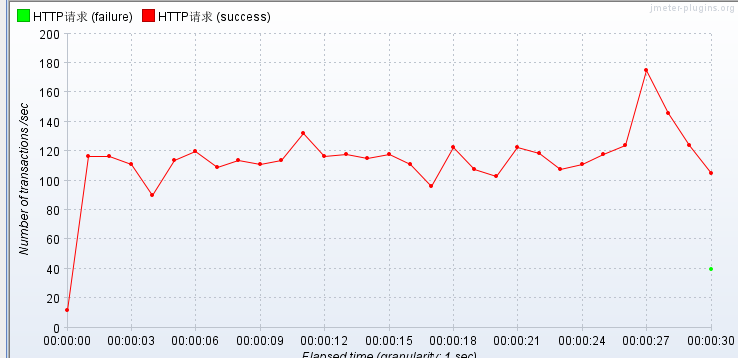 jmeter-plugins.org
HTTP请求 (failure) HTTP请求 (success)
200
180
160
140
120
100
80
60
40
20
0
Number of transactions /sec
00:00:00 00:00:03 00:00:06 00:00:09 00:00:12 00:00:15 00:00:18 00:00:21 00:00:24 00:00:27 00:00:30
Elapsed time (granularity: 1 sec)